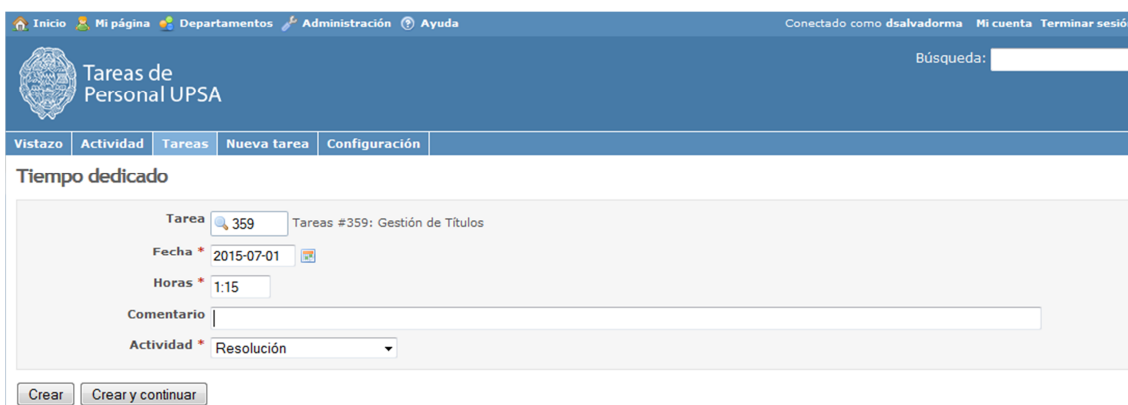 Inicio Mi página Departamentos Administración Ayuda Conectado como dsalvadorma Mi cuenta Terminar sesió
Búsqueda:
Tareas de
Personal UPSA
Vistazo Actividad Tareas Nueva tarea Configuración
Tiempo dedicado
Tarea 359 Tareas #359: Gestión de Títulos
Fecha * 2015-07-01
Horas * 1:15
Comentario
Actividad * Resolución
Crear Crear y continuar